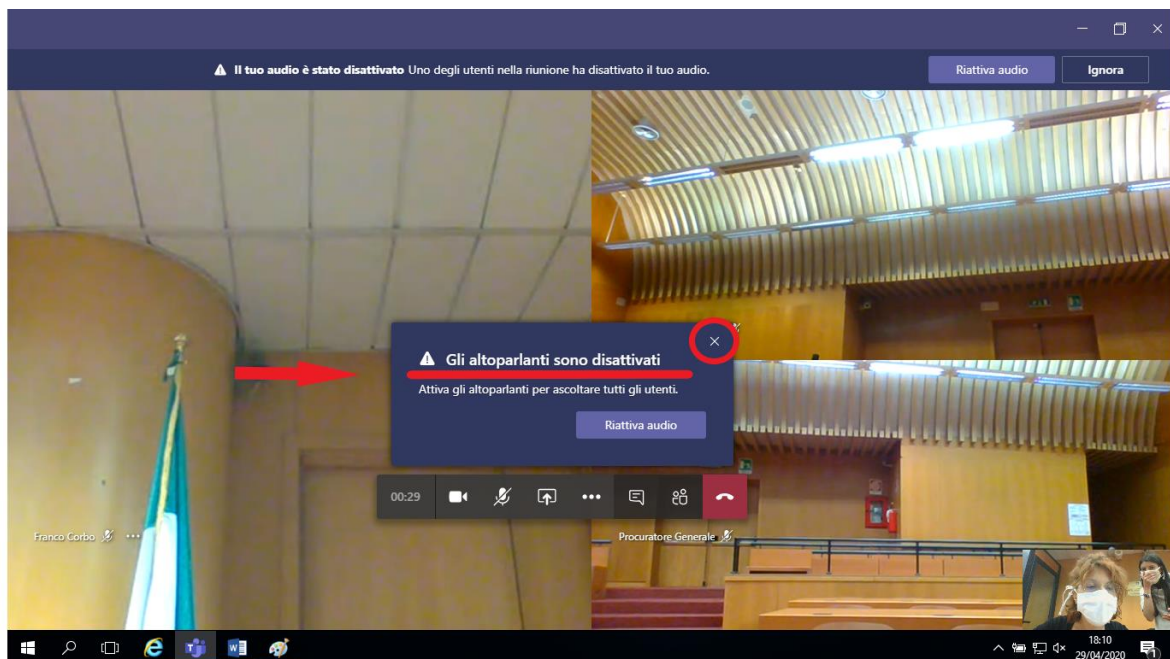 Il tuo audio è stato disattivato Uno degli utenti nella riunione ha disattivato il tuo audio.
Riattiva audio
Ignora
Gli altoparlanti sono disattivati
Attiva gli altoparlanti per ascoltare tutti gli utenti.
Riattiva audio
00:29
Franco Corbo
Procuratore Generale
18:10
29/04/2020
1